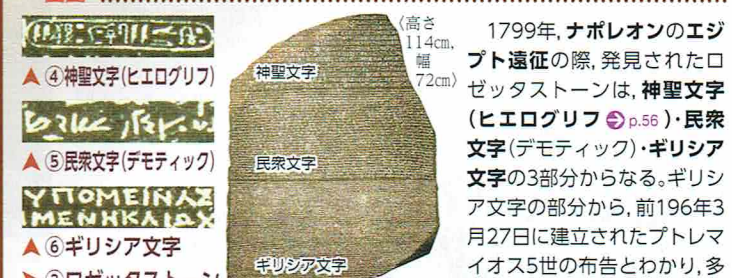 ④神聖文字(ヒエログリフ)
⑤民衆文字(デモティック)
ΥΠΟΜΕΙΝΑΣ
ΜΕΝΗΚΑΙΟΧ
⑥ギリシア文字
神聖文字
民衆文字
ギリシア文字
〈高さ
114cm,
幅
72cm〉
1799年,ナポレオンのエジ
プト遠征の際,発見されたロ
ゼッタストーンは,神聖文字
(ヒエログリフ p.56 )・民衆
文字(デモティック)・ギリシア
文字の3部分からなる。ギリシ
ア文字の部分から,前196年3
月27日に建立されたプトレマ
イオス5世の布告とわかり,多